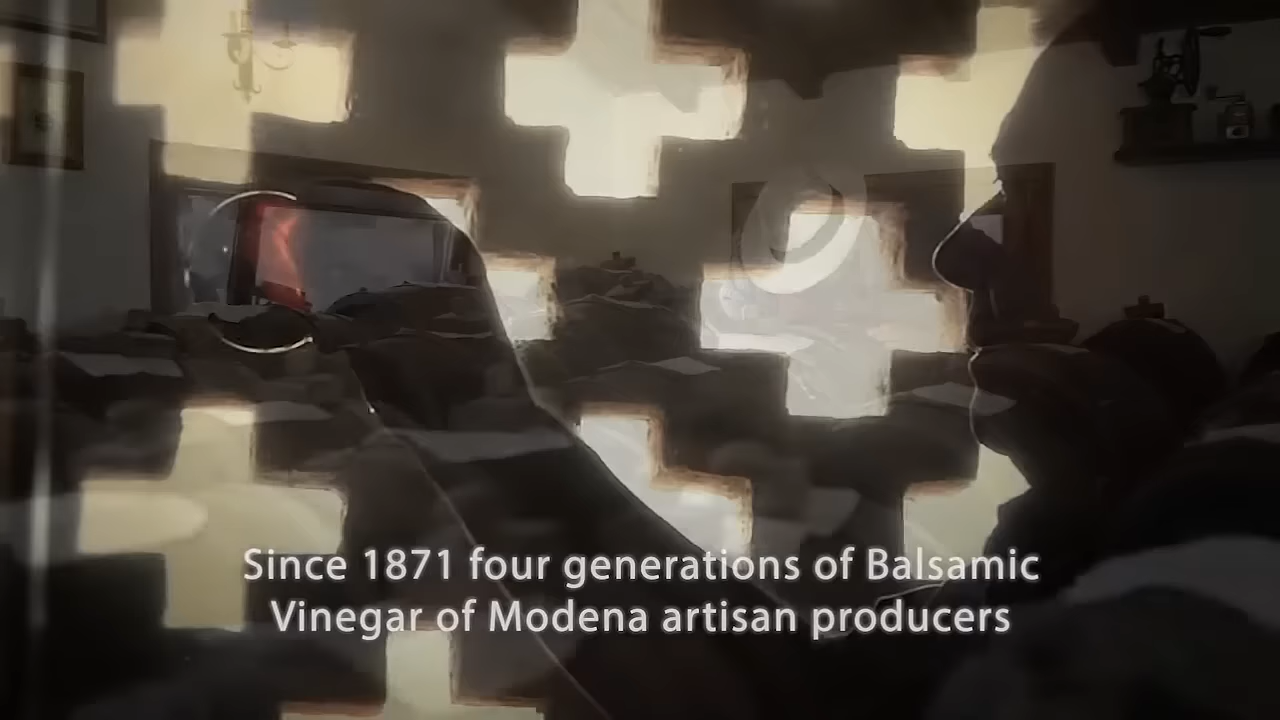 Since 1871 four generations of Balsamic
Vinegar of Modena artisan producers